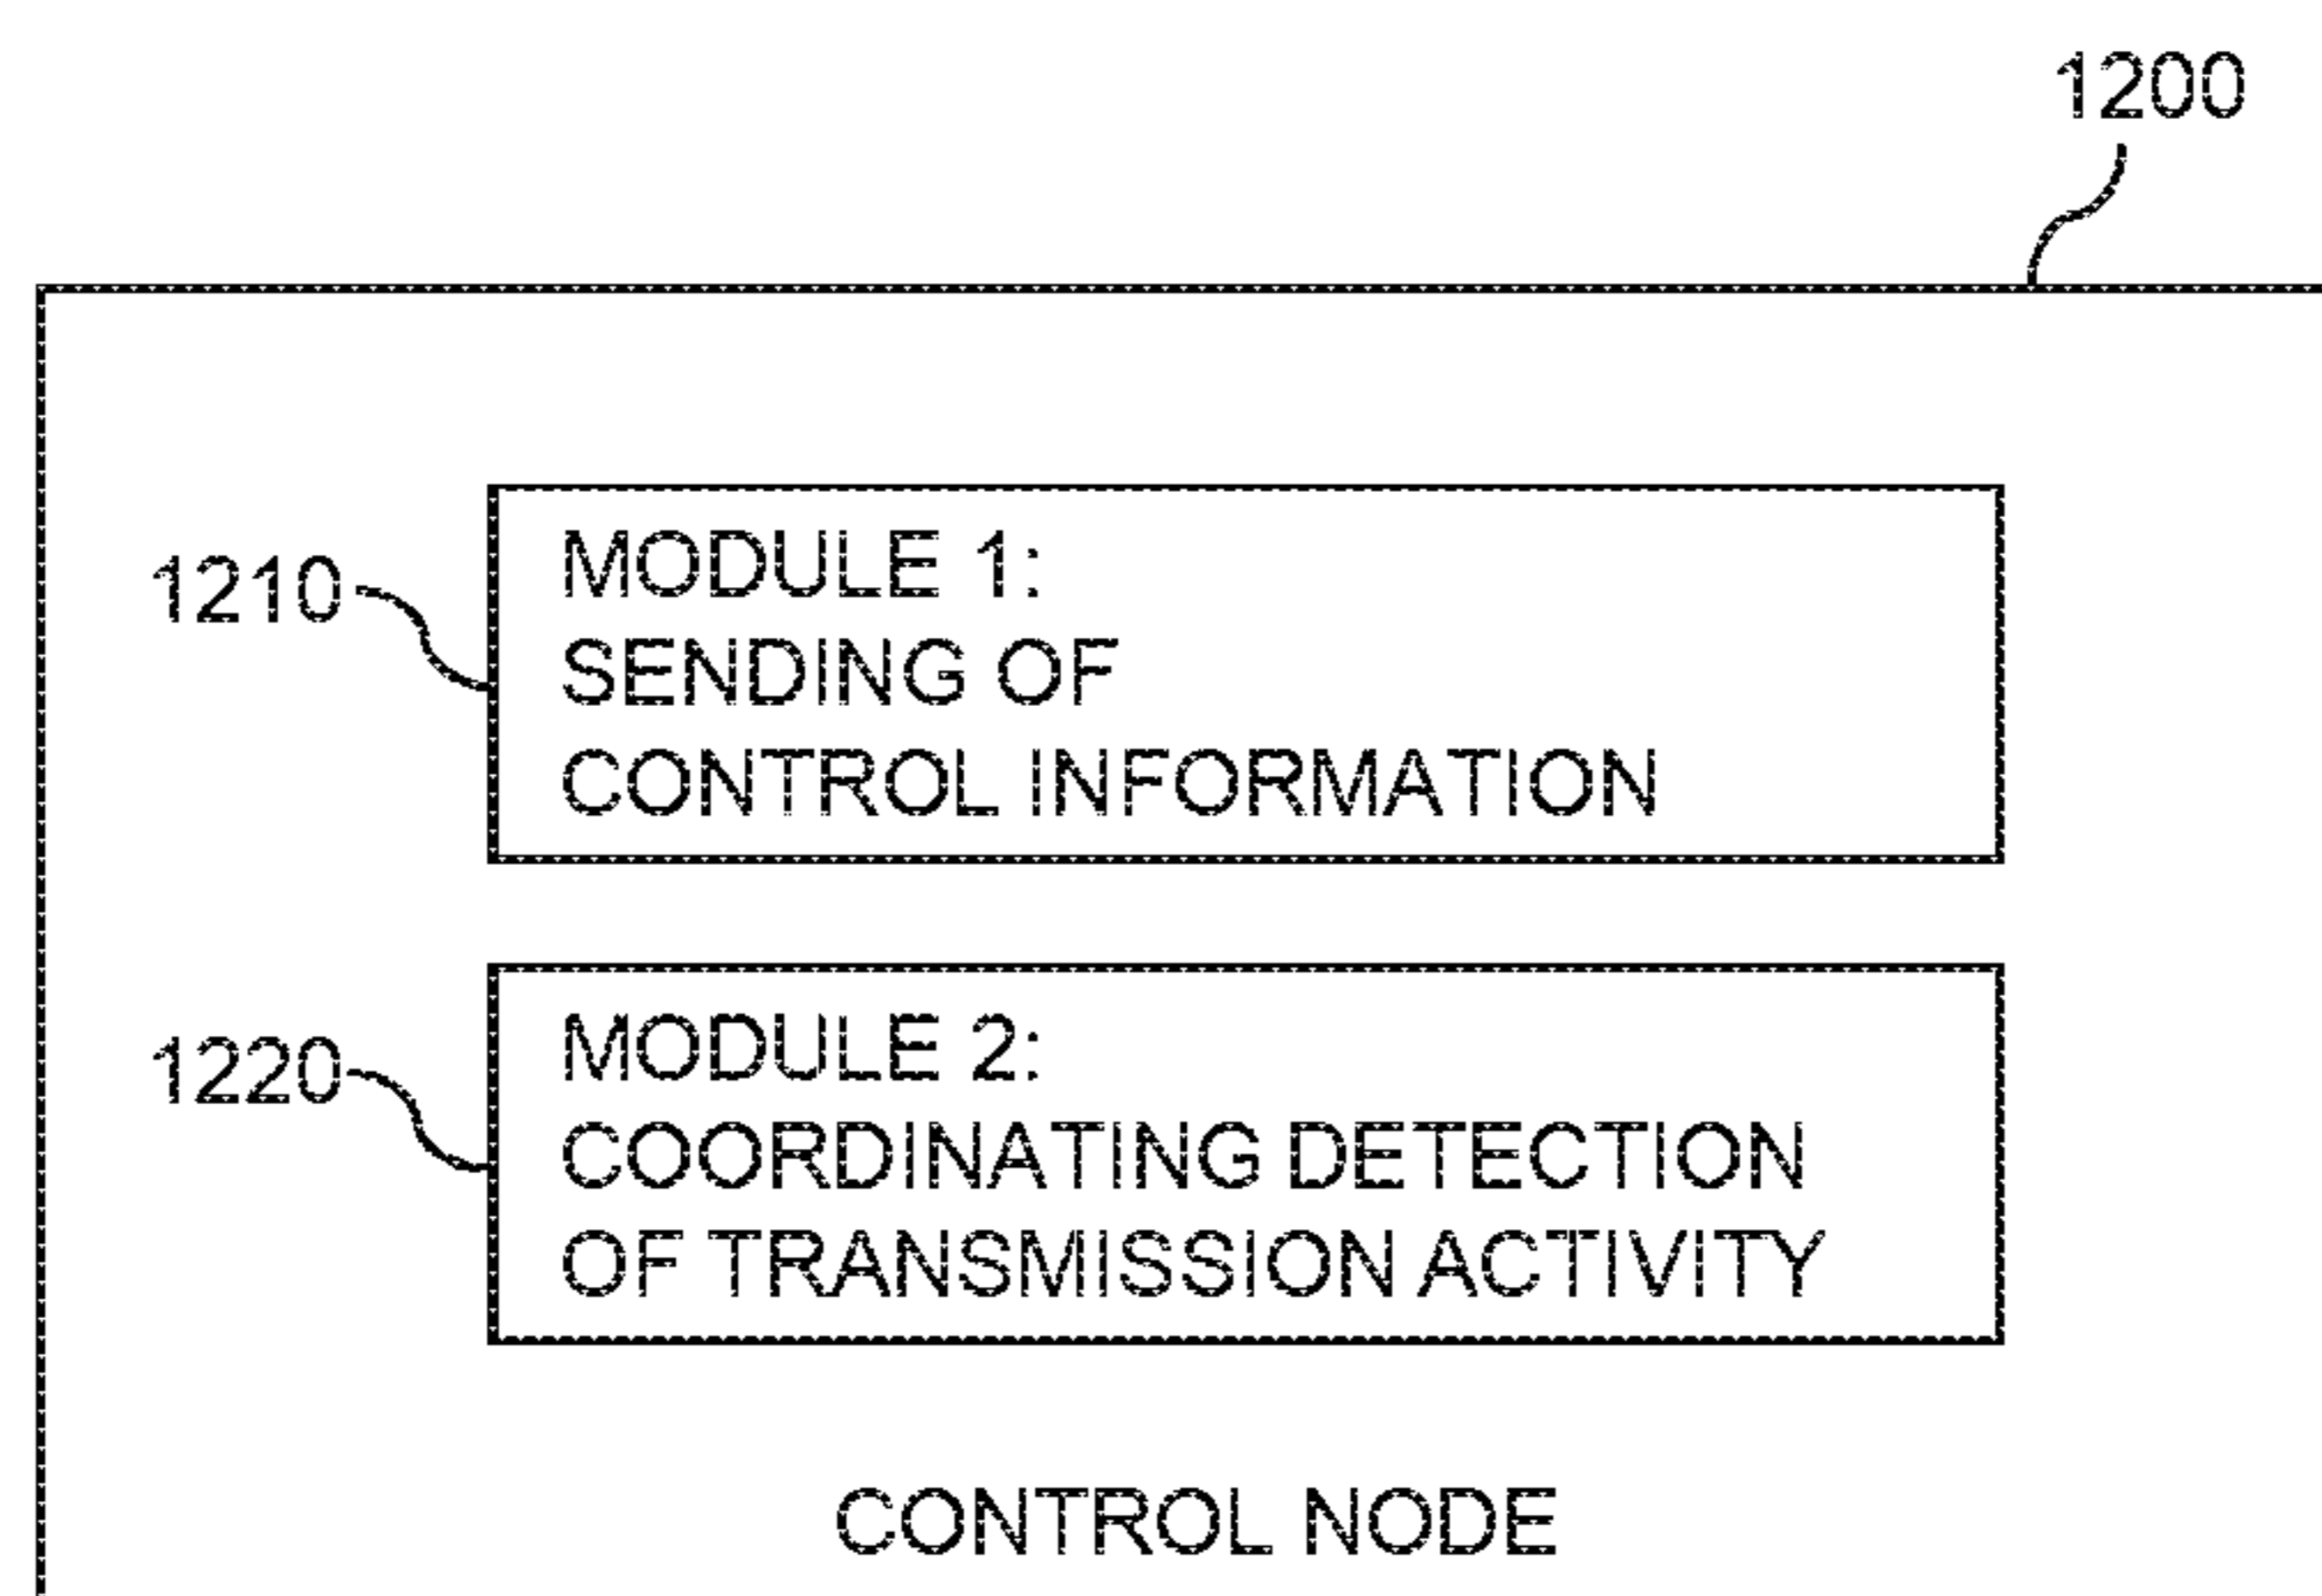 1200
1210
MODULE 1:
SENDING OF
CONTROL INFORMATION
1220
MODULE 2:
COORDINATING DETECTION
OF TRANSMISSION ACTIVITY
CONTROL NODE